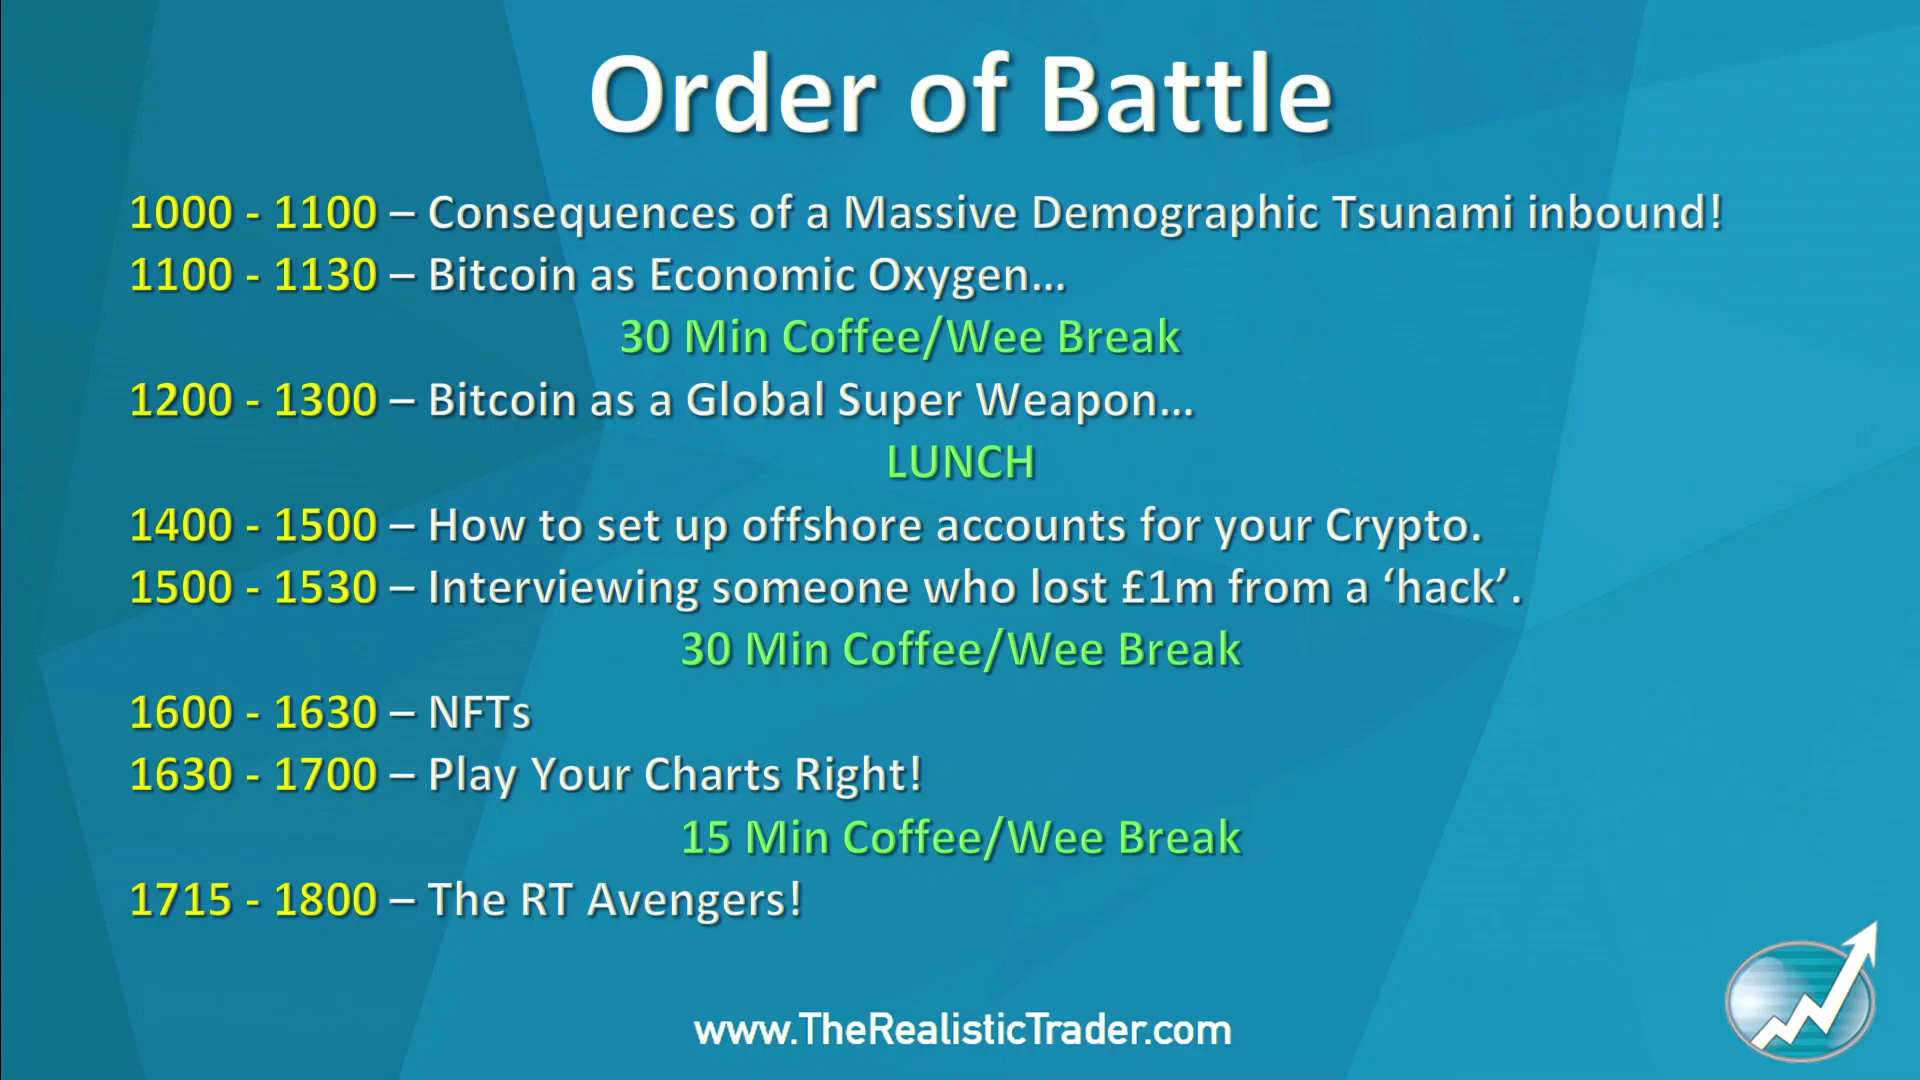 Order of Battle
1000 - 1100 – Consequences of a Massive Demographic Tsunami inbound!
1100 - 1130 – Bitcoin as Economic Oxygen...
30 Min Coffee/Wee Break
1200 - 1300 – Bitcoin as a Global Super Weapon...
LUNCH
1400 - 1500 – How to set up offshore accounts for your Crypto.
1500 - 1530 – Interviewing someone who lost £1m from a ‘hack’.
30 Min Coffee/Wee Break
1600 - 1630 – NFTs
1630 - 1700 – Play Your Charts Right!
15 Min Coffee/Wee Break
1715 - 1800 – The RT Avengers!
www.TheRealisticTrader.com